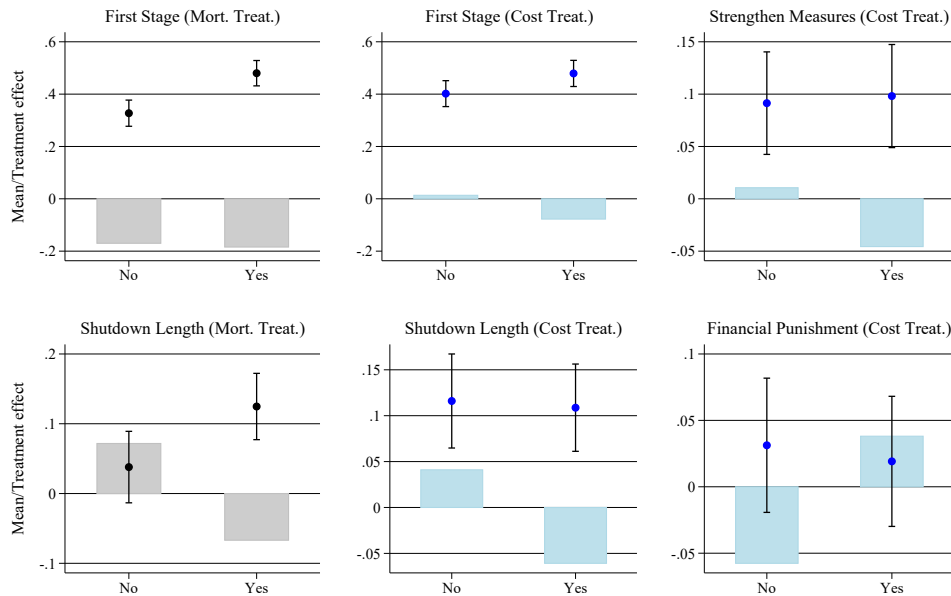 First Stage (Mort. Treat.)
First Stage (Cost Treat.)
Strengthen Measures (Cost Treat.)
Mean/Treatment effect
.6
.4
.2
0
-.2
No
Yes
.6
.4
.2
0
-.2
No
Yes
.15
.1
.05
0
-.05
No
Yes
Shutdown Length (Mort. Treat.)
Shutdown Length (Cost Treat.)
Financial Punishment (Cost Treat.)
Mean/Treatment effect
.2
.1
0
-.1
No
Yes
.15
.1
.05
0
-.05
No
Yes
.1
.05
0
-.05
No
Yes